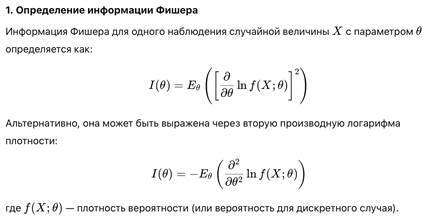 1. Определение информации Фишера
Информация Фишера для одного наблюдения случайной величины X с параметром θ
определяется как:
I(θ) = E_θ ( [ ∂/∂θ ln f(X; θ) ]² )
Альтернативно, она может быть выражена через вторую производную логарифма
плотности:
I(θ) = −E_θ ( ∂²/∂θ² ln f(X; θ) )
где f(X; θ) — плотность вероятности (или вероятность для дискретного случая).